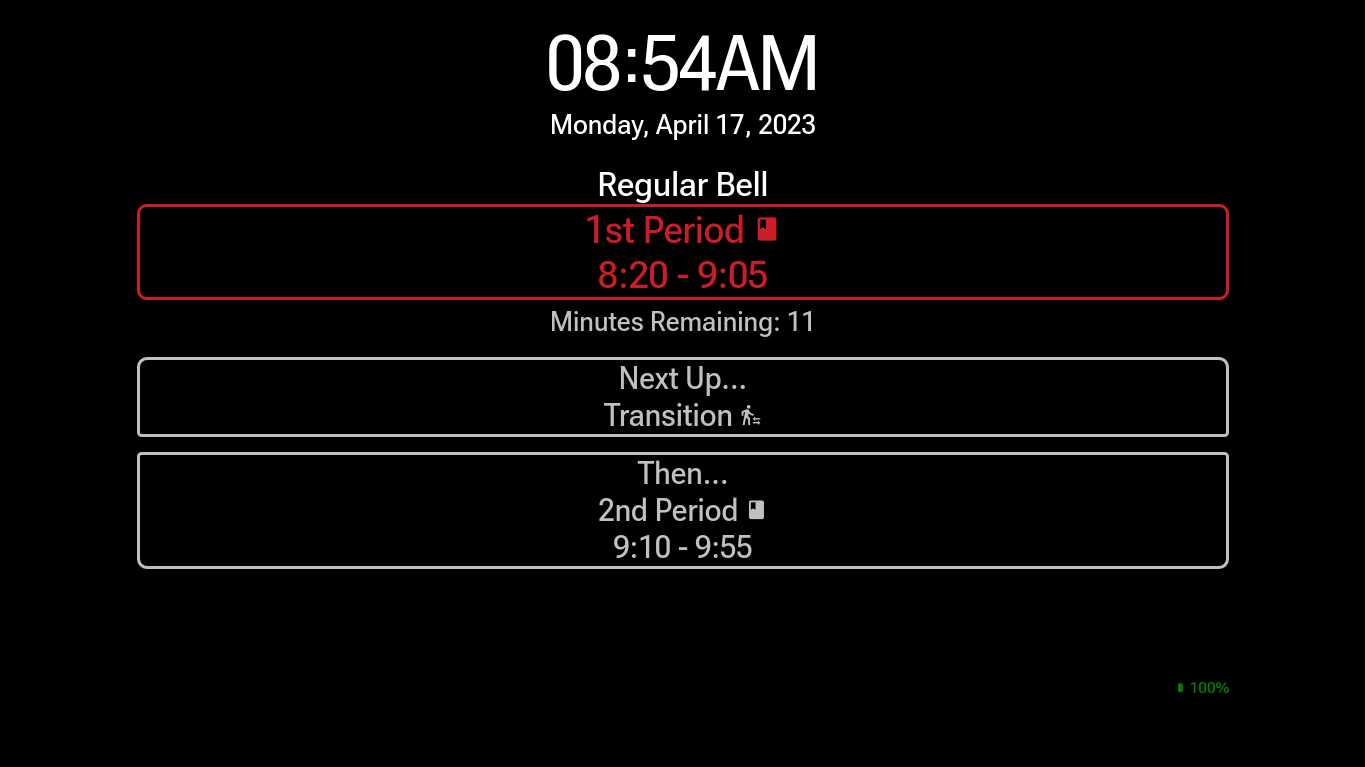 08:54AM
Monday, April 17, 2023
Regular Bell
1st Period
8:20 - 9:05
Minutes Remaining: 11
Next Up...
Transition
Then...
2nd Period
9:10 - 9:55
100%